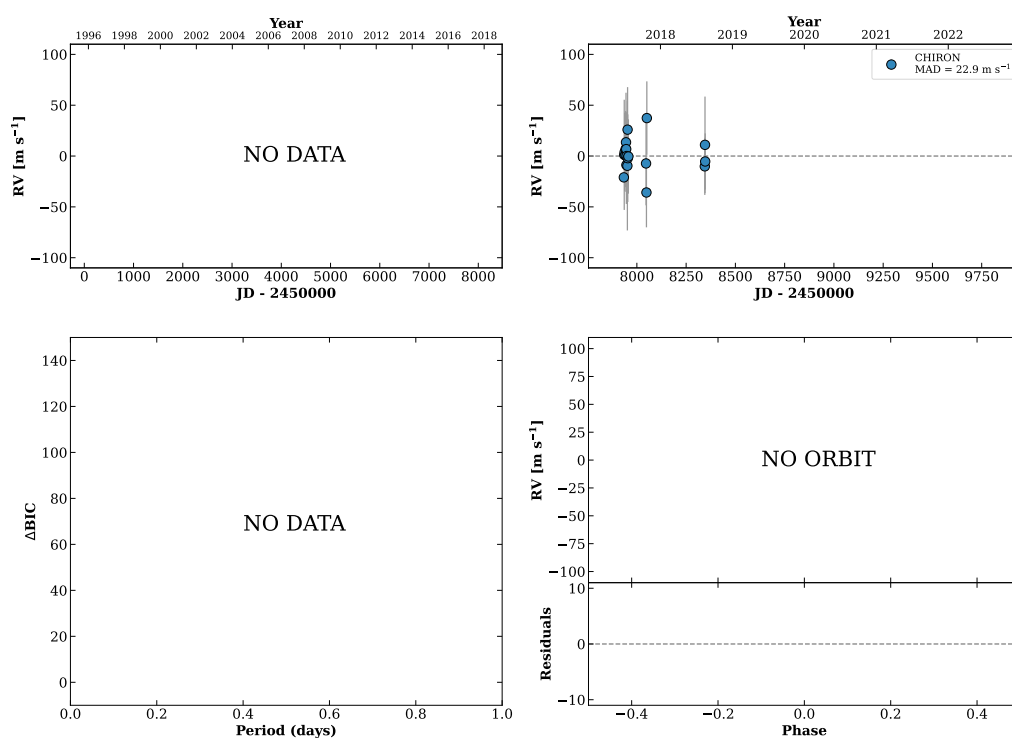 Year
1996 1998 2000 2002 2004 2006 2008 2010 2012 2014 2016 2018
100
50
0
−50
−100
RV [m s⁻¹]
NO DATA
0 1000 2000 3000 4000 5000 6000 7000 8000
JD - 2450000
Year
2018 2019 2020 2021 2022
CHIRON
MAD = 22.9 m s⁻¹
100
50
0
−50
−100
RV [m s⁻¹]
8000 8250 8500 8750 9000 9250 9500 9750
JD - 2450000
140
120
100
80
60
40
20
0
ΔBIC
NO DATA
0.0 0.2 0.4 0.6 0.8 1.0
Period (days)
100
75
50
25
0
−25
−50
−75
−100
RV [m s⁻¹]
NO ORBIT
10
0
−10
Residuals
−0.4 −0.2 0.0 0.2 0.4
Phase